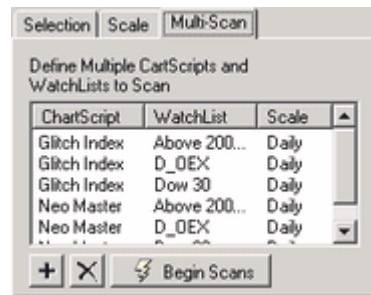 Selection Scale Multi-Scan
Define Multiple CartScripts and
WatchLists to Scan
ChartScript WatchList Scale
Glitch Index Above 200... Daily
Glitch Index D_OEX Daily
Glitch Index Dow 30 Daily
Neo Master Above 200... Daily
Neo Master D_OEX Daily
Begin Scans